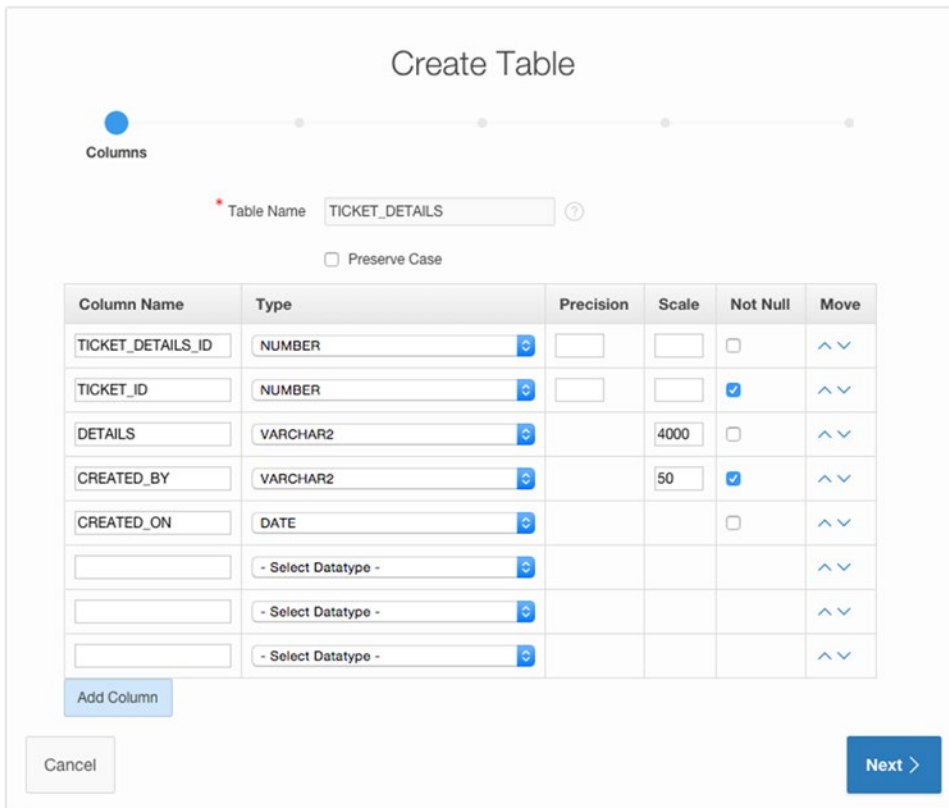 Create Table
Columns
* Table Name TICKET_DETAILS ?
Preserve Case
Column Name Type Precision Scale Not Null Move
TICKET_DETAILS_ID NUMBER
TICKET_ID NUMBER
DETAILS VARCHAR2 4000
CREATED_BY VARCHAR2 50
CREATED_ON DATE
- Select Datatype -
- Select Datatype -
- Select Datatype -
Add Column
Cancel Next >